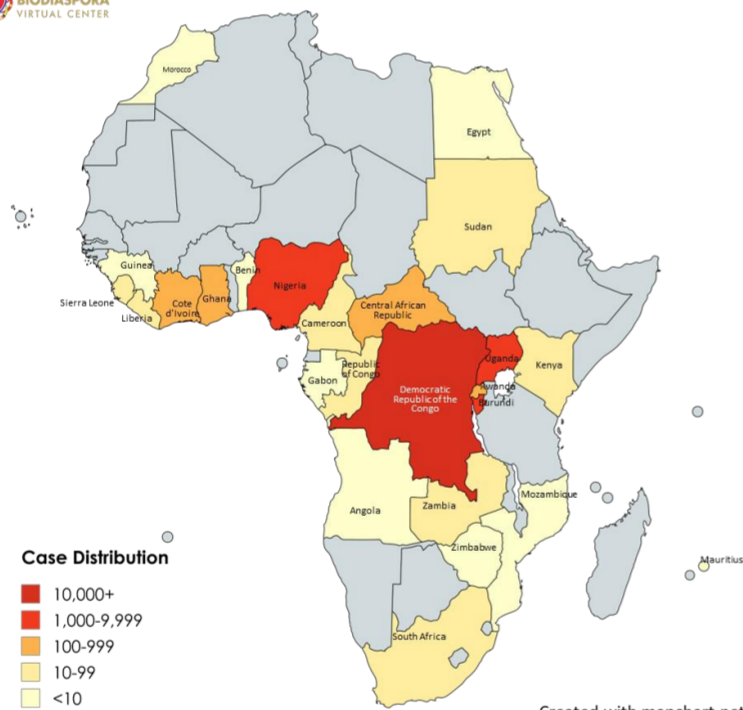 BIODIASPORA
VIRTUAL CENTER
Morocco
Egypt
Sudan
Guinea
Sierra Leone
Liberia
Cote
d'Ivoire
Ghana
Benin
Nigeria
Cameroon
Central African
Republic
Gabon
Republic
of Congo
Democratic
Republic of the
Congo
Uganda
Kenya
Rwanda
Burundi
Angola
Zambia
Mozambique
Zimbabwe
Mauritius
South Africa
Case Distribution
10,000+
1,000-9,999
100-999
10-99
<10